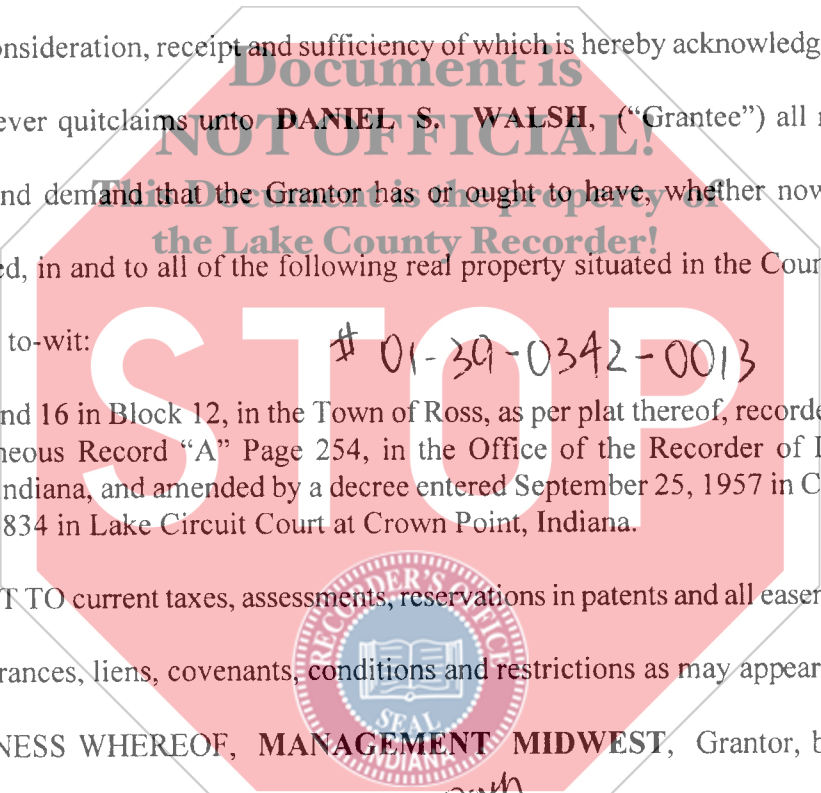 onsideration, receipt and sufficiency of which is hereby acknowledg
Document is
ever quitclaims unto DANIEL S. WALSH, (“Grantee”) all
NOT OFFICIAL!
nd demand that the Grantor has or ought to have, whether now
This Document is the property of
the Lake County Recorder!
ed, in and to all of the following real property situated in the Coun
to-wit:
# 01-39-0342-0013
STOP
nd 16 in Block 12, in the Town of Ross, as per plat thereof, recorde
neous Record “A” Page 254, in the Office of the Recorder of
ndiana, and amended by a decree entered September 25, 1957 in C
834 in Lake Circuit Court at Crown Point, Indiana.
T TO current taxes, assessments, reservations in patents and all easer
RECORDER'S OFFICE
rances, liens, covenants, conditions and restrictions as may appear
SEAL
INDIANA
NESS WHEREOF, MANAGEMENT MIDWEST, Grantor, b